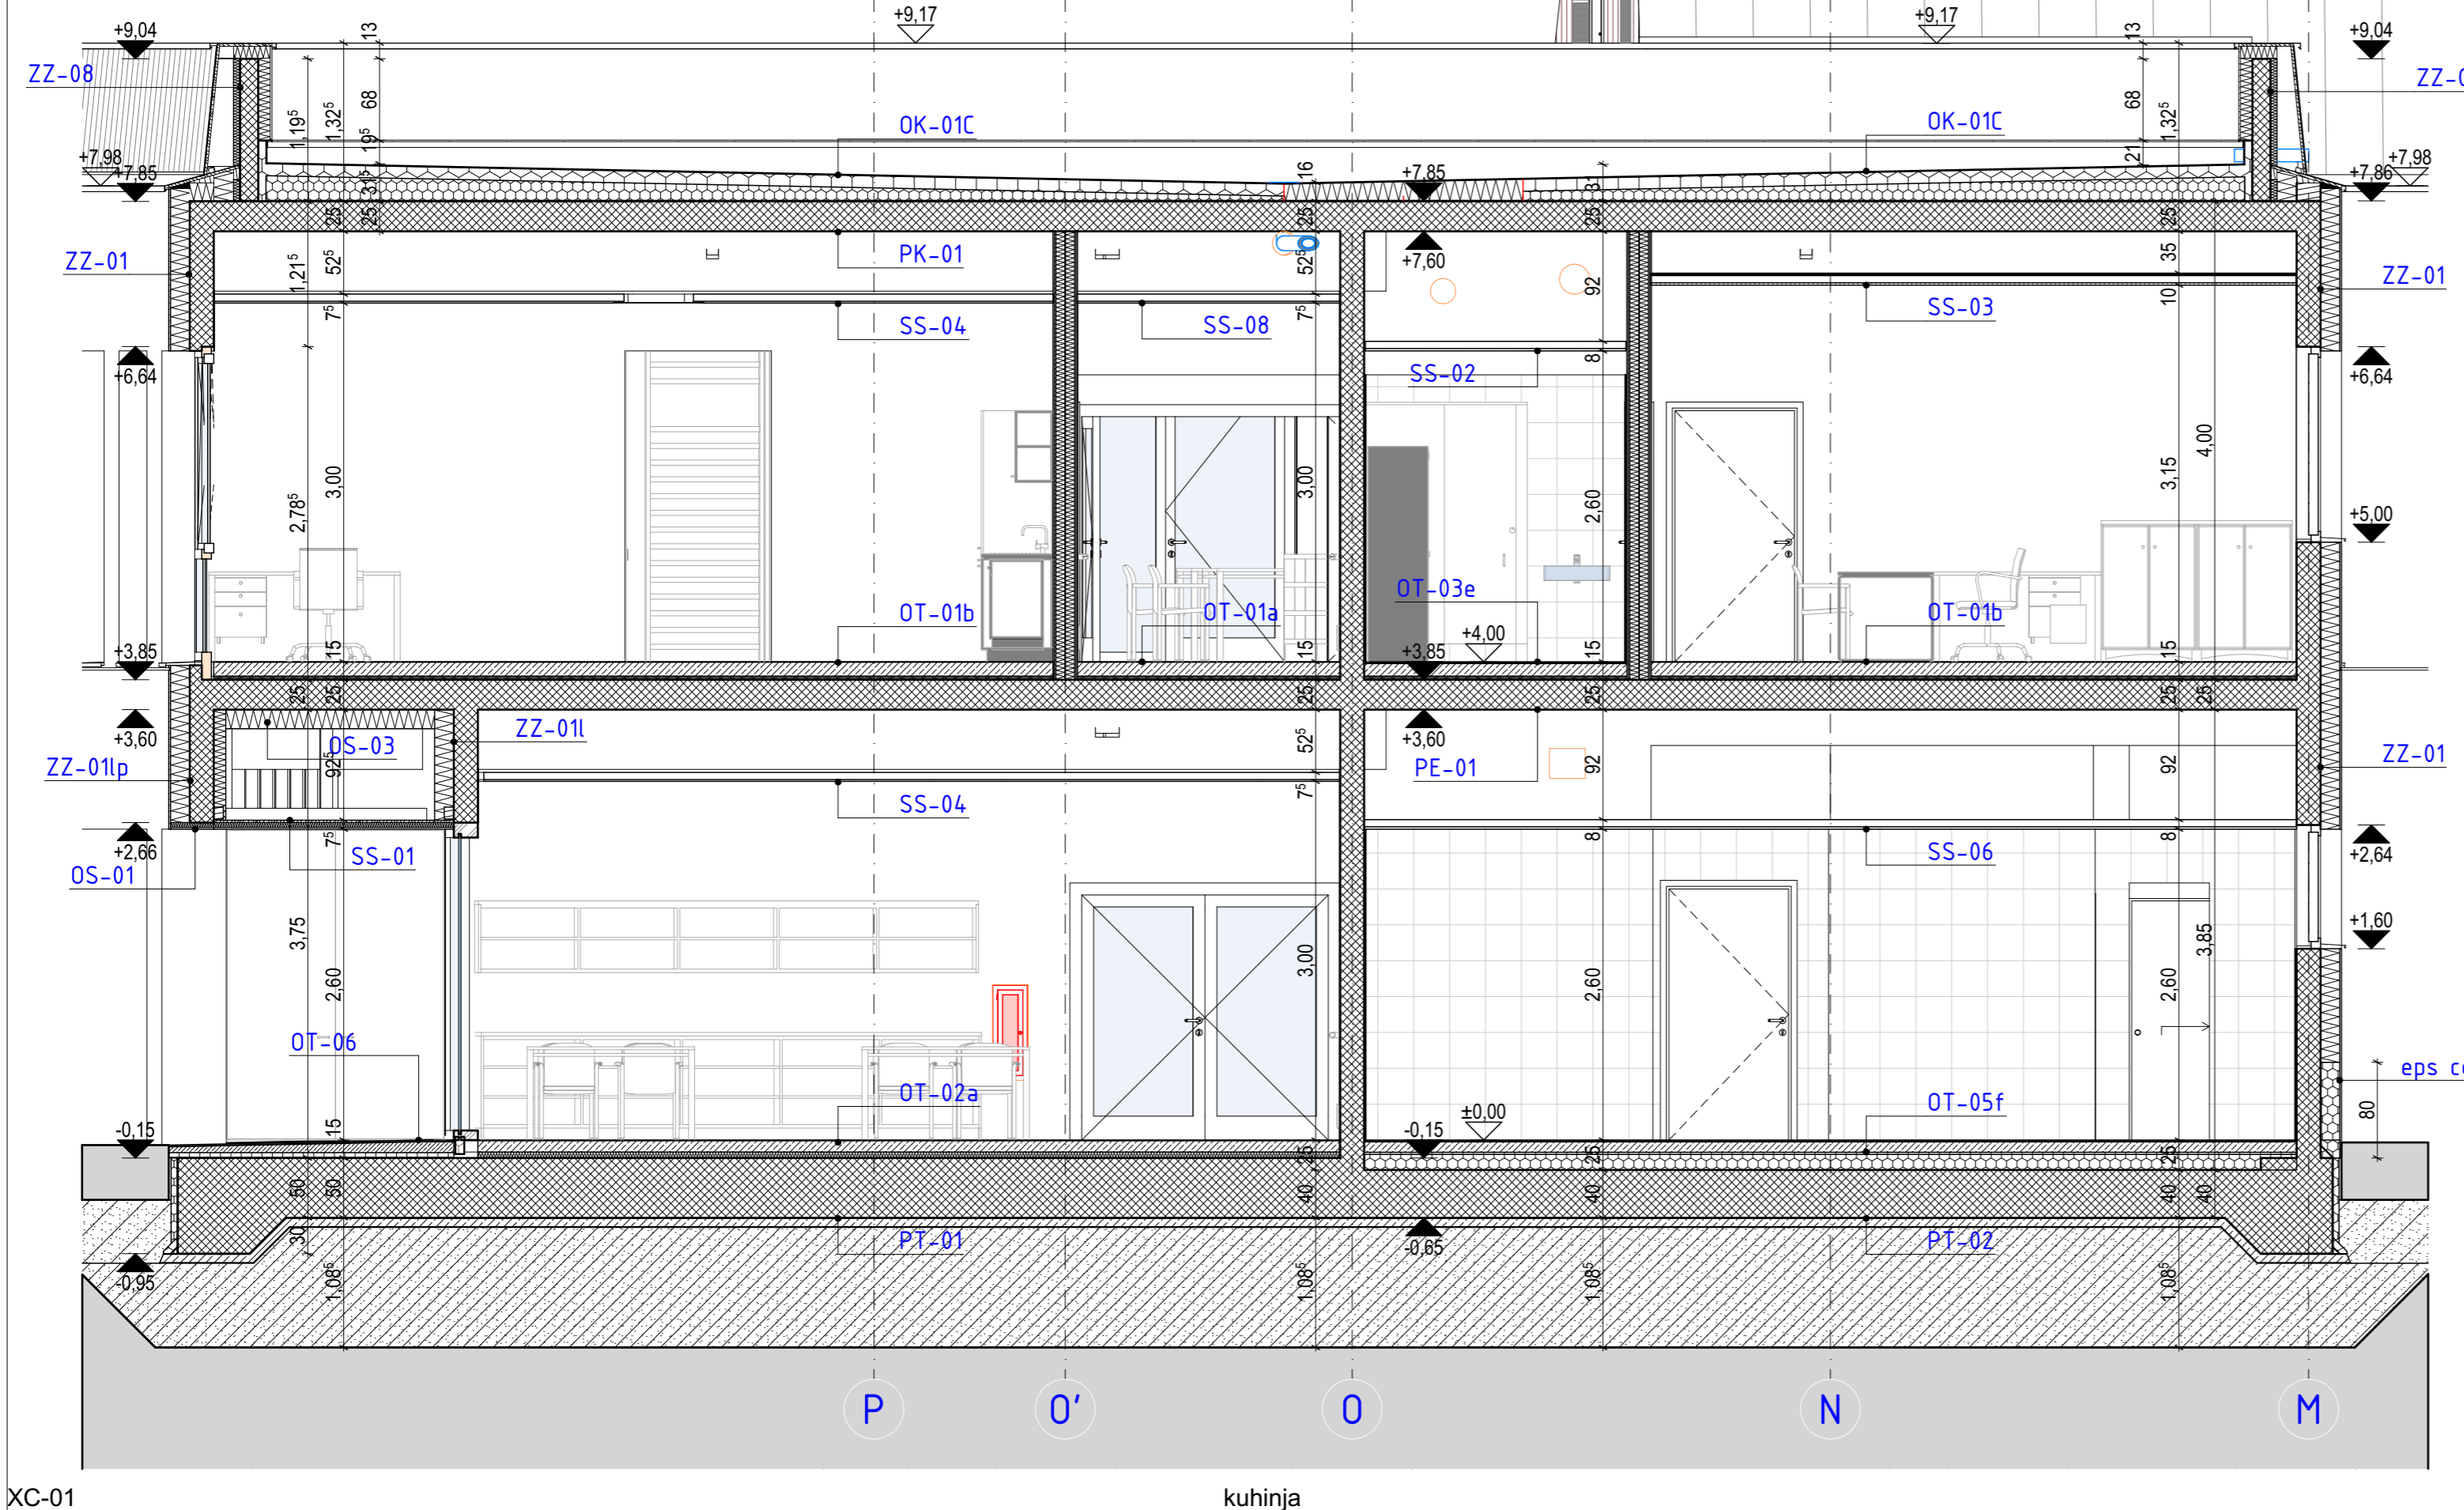 +9,17
+9,17
+9,04
+9,04
13
13
ZZ-08
68
68
1,19⁵
1,32⁵
1,32⁵
OK-01C
OK-01C
19⁵
21
+7,98
+7,98
+7,85
+7,85
+7,86
16
31⁵
31
25
25
25
25
25
PK-01
+7,60
ZZ-01
ZZ-01
1,21⁵
52⁵
52⁵
92
35
10
7⁵
7⁵
SS-04
SS-08
SS-03
SS-02
8
+6,64
+6,64
4,00
3,00
3,00
3,15
2,60
2,78⁵
+5,00
OT-01b
OT-01a
OT-03e
OT-01b
+4,00
15
15
15
15
+3,85
+3,85
25
25
25
25
25
25
+3,60
+3,60
OS-03
ZZ-01l
52⁵
92⁵
92
92
ZZ-01lp
ZZ-01
PE-01
SS-04
7⁵
7⁵
8
8
+2,66
+2,64
SS-01
SS-06
OS-01
3,75
3,00
3,85
+1,60
2,60
2,60
2,60
OT-06
OT-02a
OT-05f
eps
80
±0,00
15
-0,15
-0,15
25
25
25
50
50
40
40
40
40
30
PT-01
PT-02
-0,65
-0,95
1,08⁵
1,08⁵
1,08⁵
1,08⁵
P
O'
O
N
M
XC-01
kuhinja